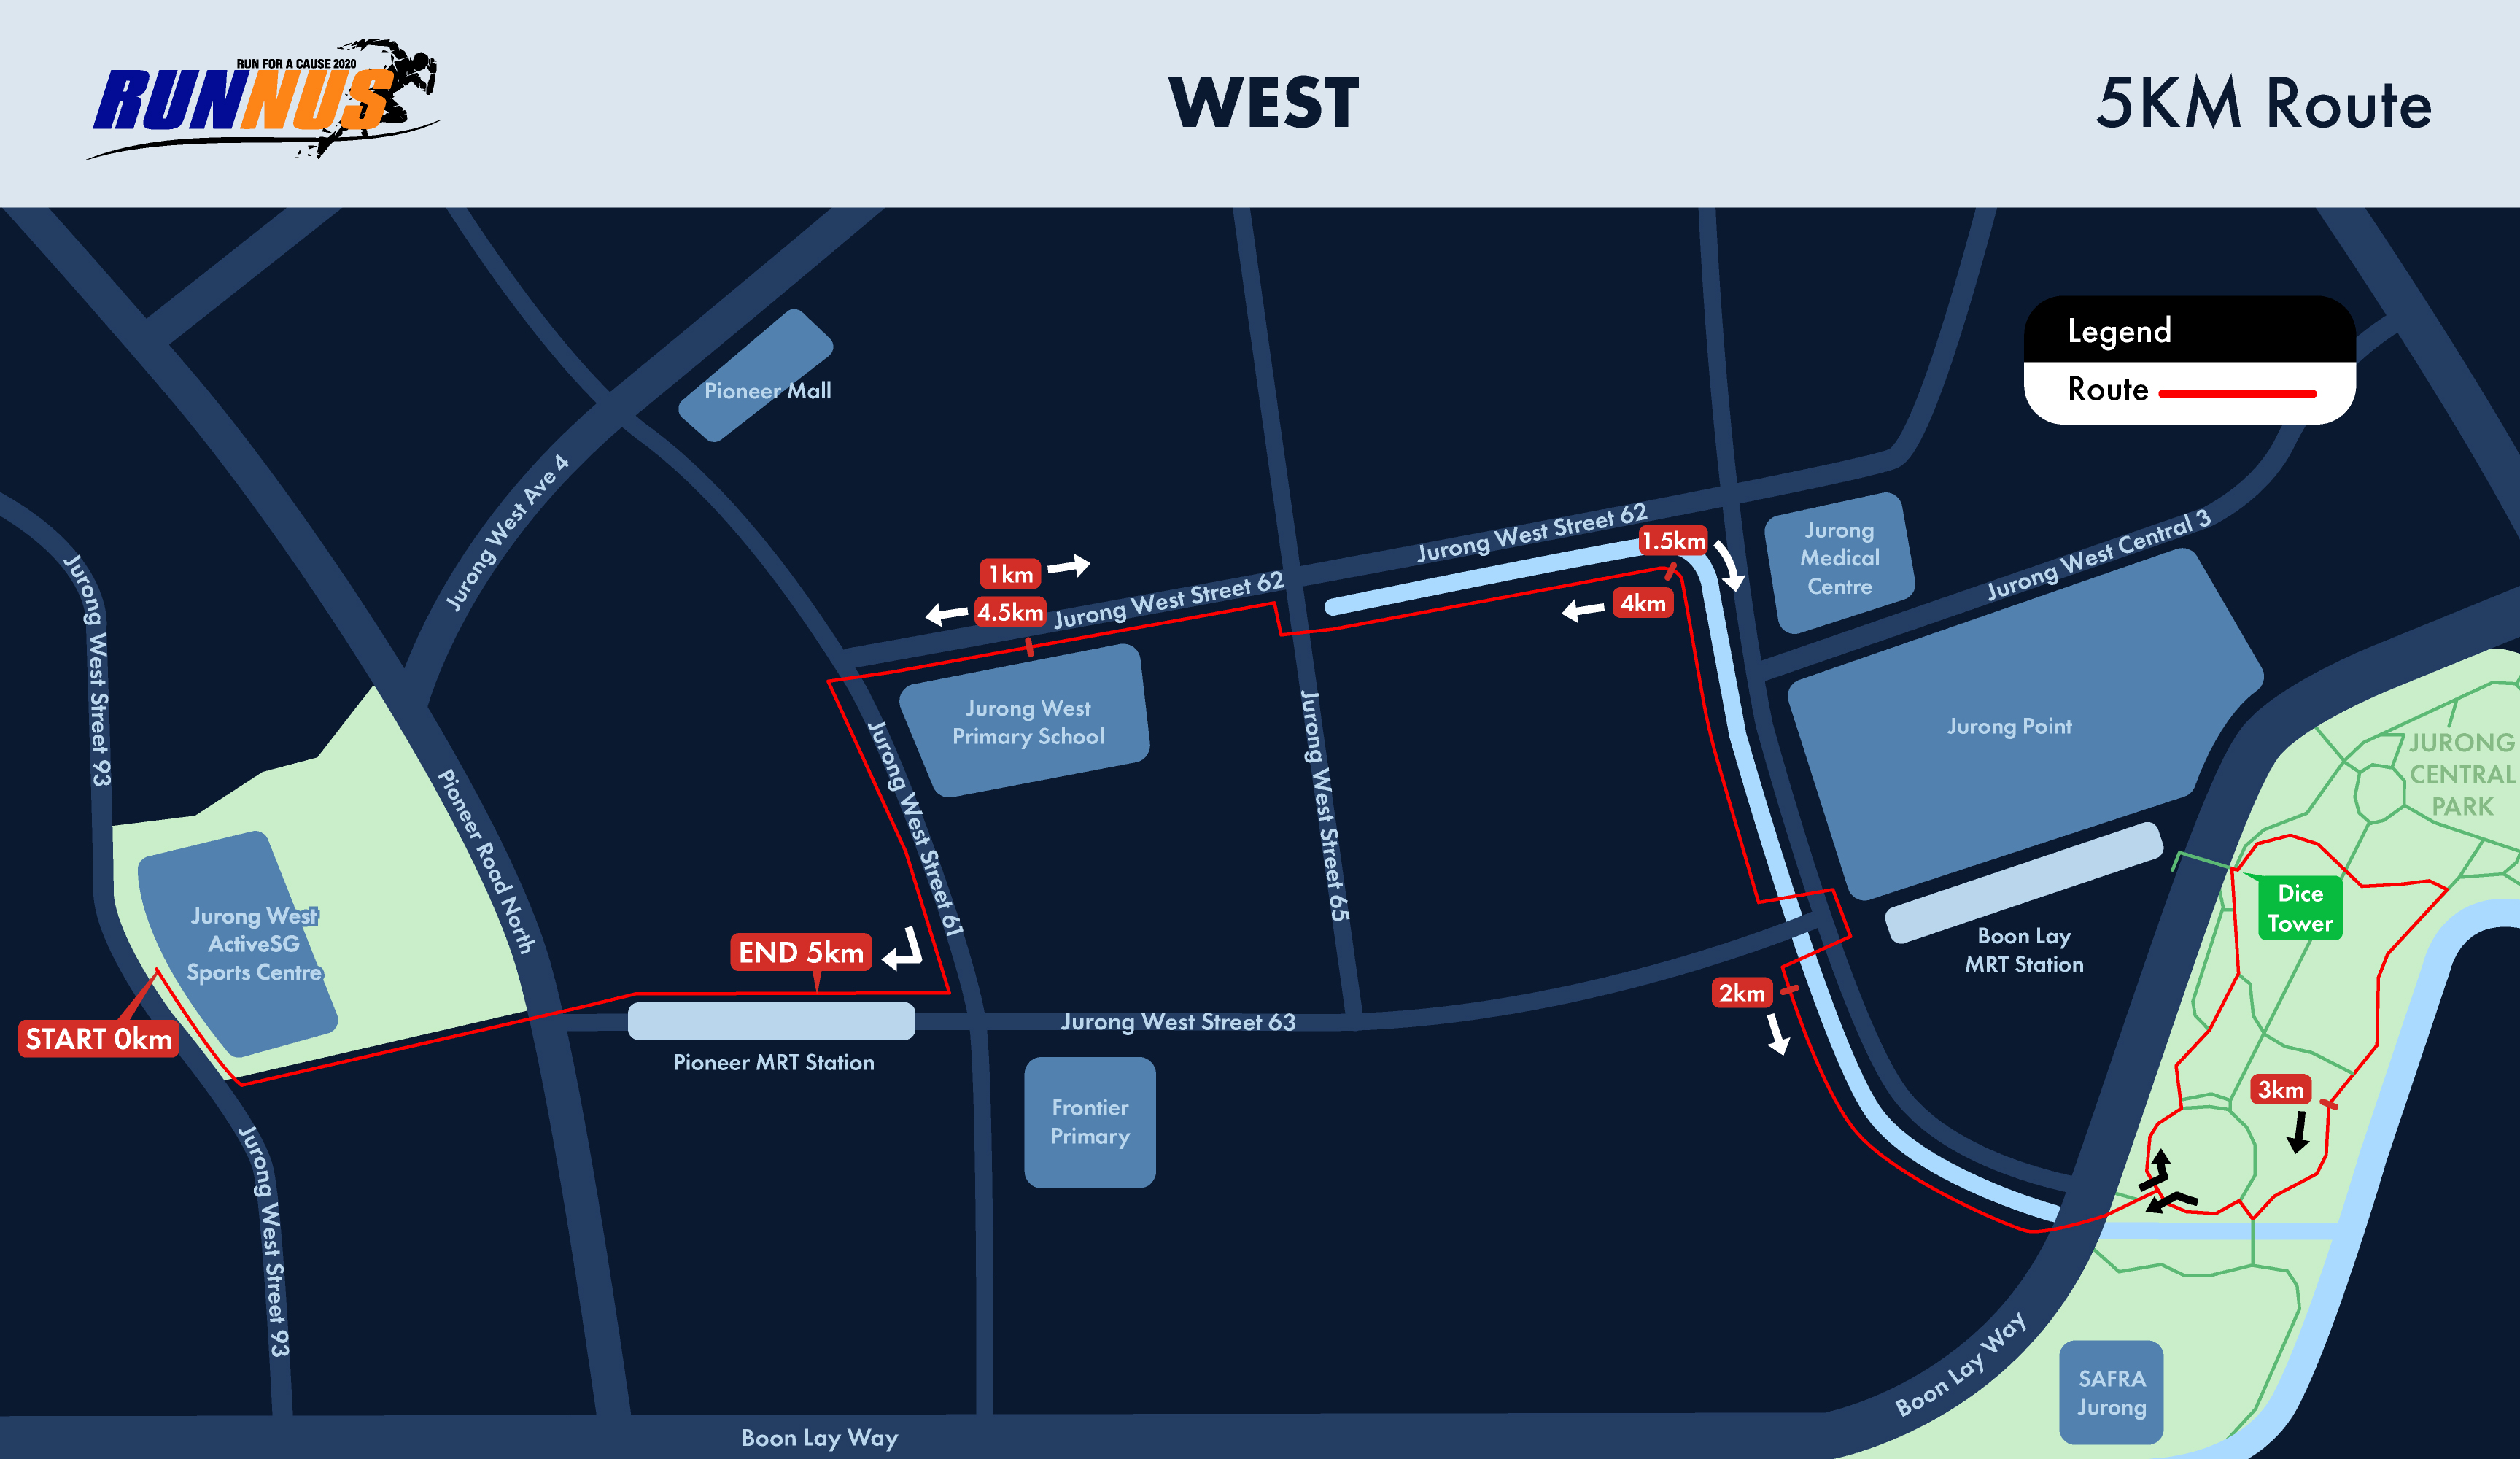 RUN FOR A CAUSE 2020
RUNNUS
WEST
5KM Route
Legend
Route
Pioneer Mall
Jurong West Ave 4
Jurong West Street 62
1.5km
Jurong
Medical
Centre
Jurong West Central 3
1km
4.5km
Jurong West Street 62
4km
Jurong West Street 93
Jurong West
Primary School
Jurong West Street 65
Jurong Point
JURONG
CENTRAL
PARK
Pioneer Road North
Jurong West Street 61
Jurong West
ActiveSG
Sports Centre
END 5km
Boon Lay
MRT Station
Dice
Tower
START 0km
2km
Jurong West Street 63
Pioneer MRT Station
Frontier
Primary
3km
Jurong West Street 93
Boon Lay Way
SAFRA
Jurong
Boon Lay Way